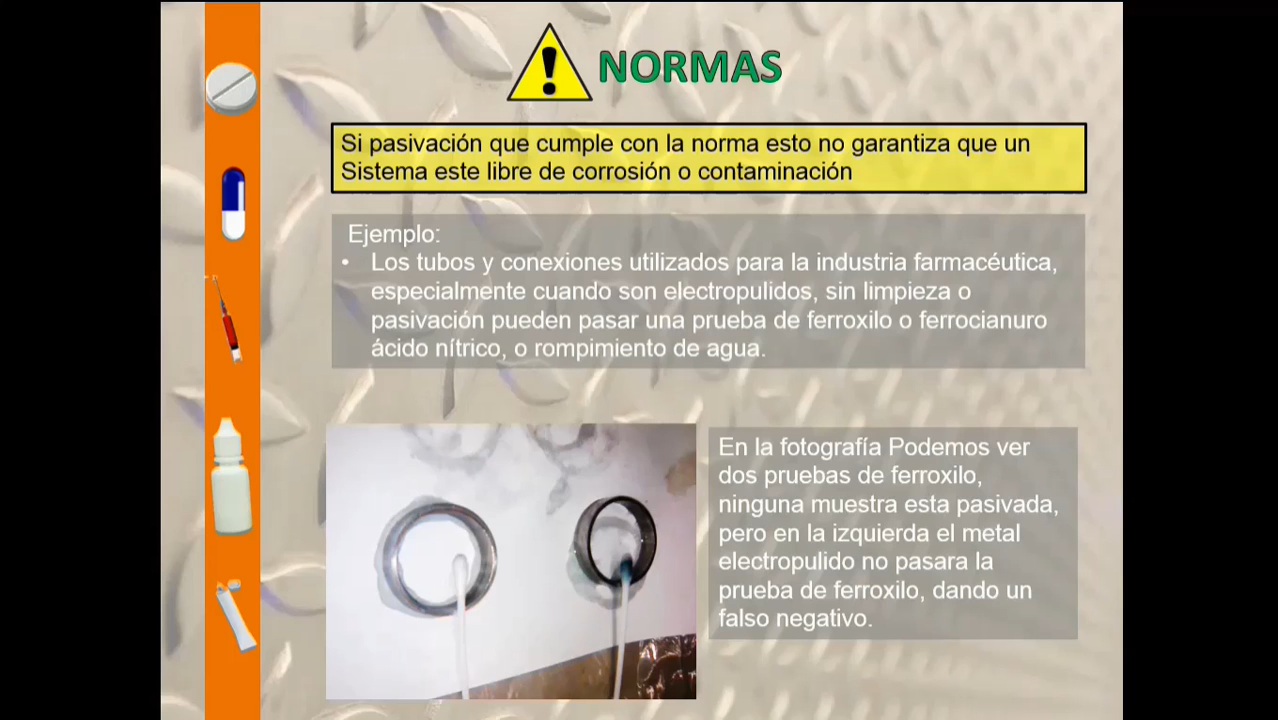 NORMAS
Si pasivación que cumple con la norma esto no garantiza que un
Sistema este libre de corrosión o contaminación
Ejemplo:
• Los tubos y conexiones utilizados para la industria farmacéutica,
especialmente cuando son electropulidos, sin limpieza o
pasivación pueden pasar una prueba de ferroxilo o ferrocianuro
ácido nítrico, o rompimiento de agua.
En la fotografía Podemos ver
dos pruebas de ferroxilo,
ninguna muestra esta pasivada,
pero en la izquierda el metal
electropulido no pasara la
prueba de ferroxilo, dando un
falso negativo.